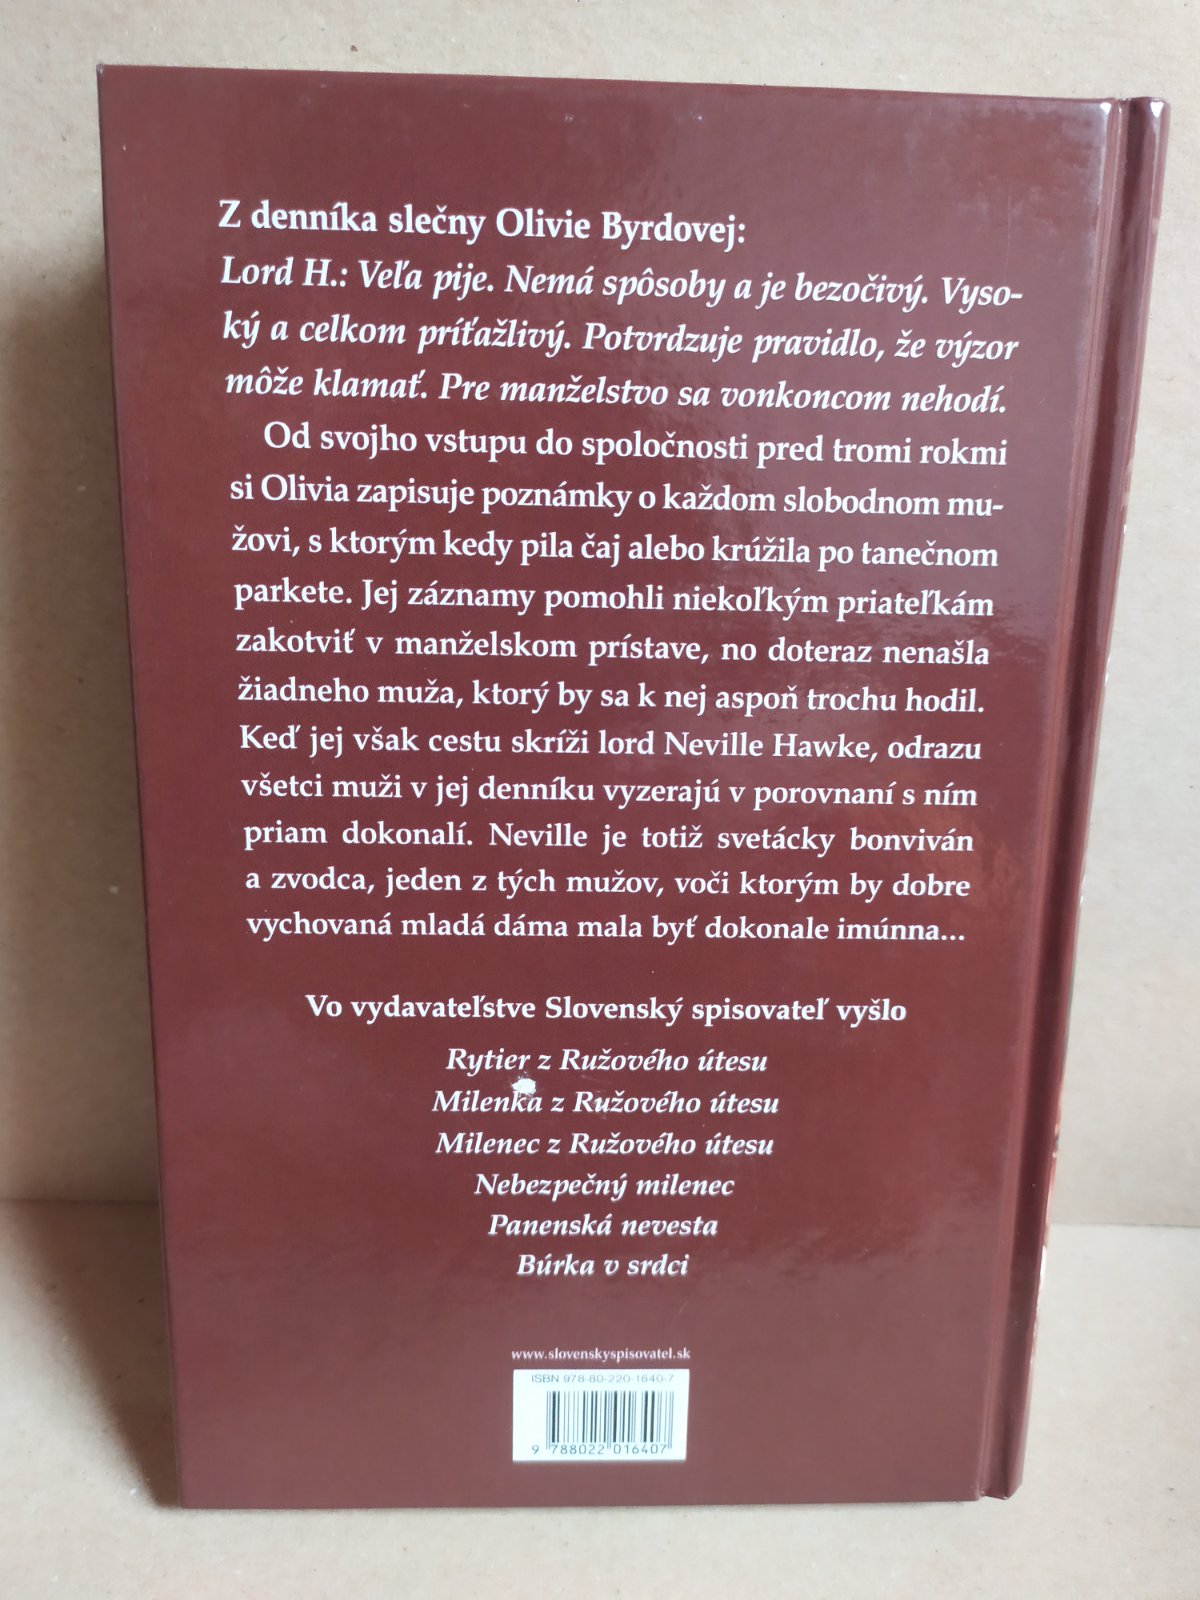 Z denníka slečny Olivie Byrdovej:
Lord H.: Veľa pije. Nemá spôsoby a je bezočivý. Vyso-
ký a celkom príťažlivý. Potvrdzuje pravidlo, že výzor
môže klamať. Pre manželstvo sa vonkoncom nehodí.
Od svojho vstupu do spoločnosti pred tromi rokmi
si Olivia zapisuje poznámky o každom slobodnom mu-
žovi, s ktorým kedy pila čaj alebo krúžila po tanečnom
parkete. Jej záznamy pomohli niekoľkým priateľkám
zakotviť v manželskom prístave, no doteraz nenašla
žiadneho muža, ktorý by sa k nej aspoň trochu hodil.
Keď jej však cestu skríži lord Neville Hawke, odrazu
všetci muži v jej denníku vyzerajú v porovnaní s ním
priam dokonalí. Neville je totiž svetácky bonviván
a zvodca, jeden z tých mužov, voči ktorým by dobre
vychovaná mladá dáma mala byť dokonale imúnna...
Vo vydavateľstve Slovenský spisovateľ vyšlo
Rytier z Ružového útesu
Milenka z Ružového útesu
Milenec z Ružového útesu
Nebezpečný milenec
Panenská nevesta
Búrka v srdci
www.slovenskyspisovatel.sk
ISBN 978-80-220-1640-7
9 788022 016407